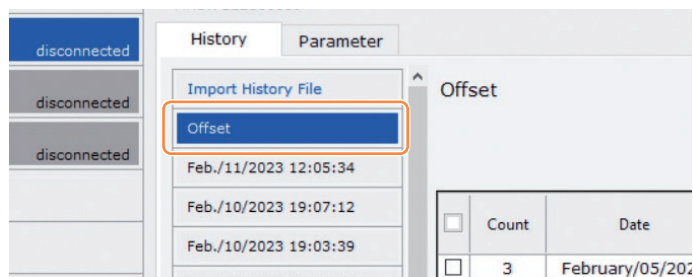 disconnected
disconnected
disconnected
History
Parameter
Import History File
Offset
Feb./11/2023 12:05:34
Feb./10/2023 19:07:12
Feb./10/2023 19:03:39
Offset
Count
Date
3
February/05/202